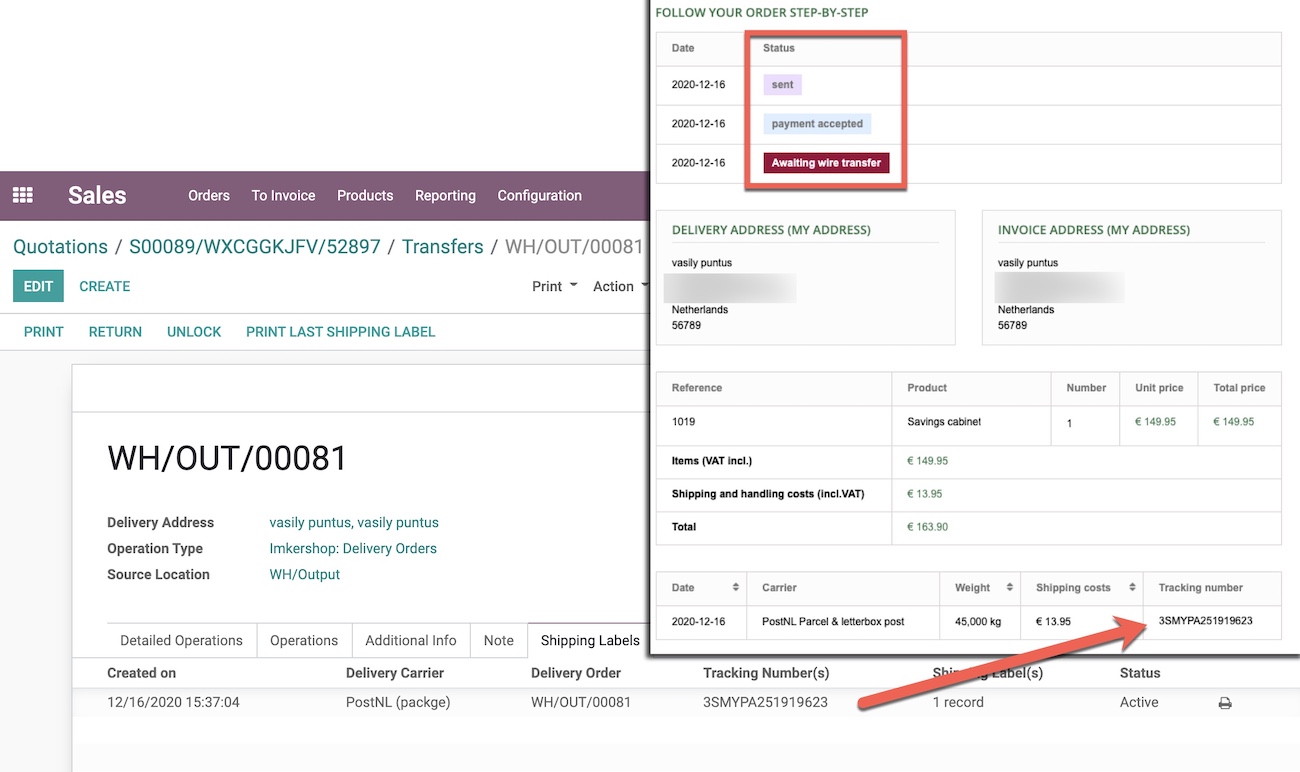 FOLLOW YOUR ORDER STEP-BY-STEP
Date Status
2020-12-16 sent
2020-12-16 payment accepted
2020-12-16 Awaiting wire transfer
DELIVERY ADDRESS (MY ADDRESS)
vasily puntus
Netherlands
56789
INVOICE ADDRESS (MY ADDRESS)
vasily puntus
Netherlands
56789
Reference Product Number Unit price Total price
1019 Savings cabinet 1 € 149.95 € 149.95
Items (VAT incl.) € 149.95
Shipping and handling costs (incl.VAT) € 13.95
Total € 163.90
Date Carrier Weight Shipping costs Tracking number
2020-12-16 PostNL Parcel & letterbox post 45,000 kg € 13.95 3SMYPA251919623
Sales Orders To Invoice Products Reporting Configuration
Quotations / S00089/WXCGGKJFV/52897 / Transfers / WH/OUT/00081
EDIT CREATE Print Action
PRINT RETURN UNLOCK PRINT LAST SHIPPING LABEL
WH/OUT/00081
Delivery Address vasily puntus, vasily puntus
Operation Type Imkershop: Delivery Orders
Source Location WH/Output
Detailed Operations Operations Additional Info Note Shipping Labels
Created on Delivery Carrier Delivery Order Tracking Number(s) Shipping Label(s) Status
12/16/2020 15:37:04 PostNL (packge) WH/OUT/00081 3SMYPA251919623 1 record Active